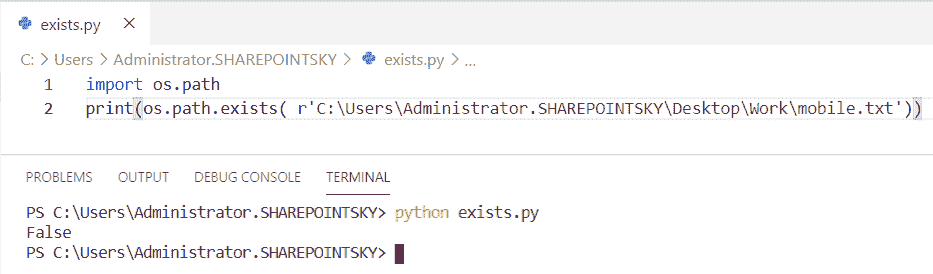 exists.py
C: > Users > Administrator.SHAREPOINTSKY > exists.py > ...
1 import os.path
2 print(os.path.exists( r'C:\Users\Administrator.SHAREPOINTSKY\Desktop\Work\mobile.txt'))
PROBLEMS OUTPUT DEBUG CONSOLE TERMINAL
PS C:\Users\Administrator.SHAREPOINTSKY> python exists.py
False
PS C:\Users\Administrator.SHAREPOINTSKY>